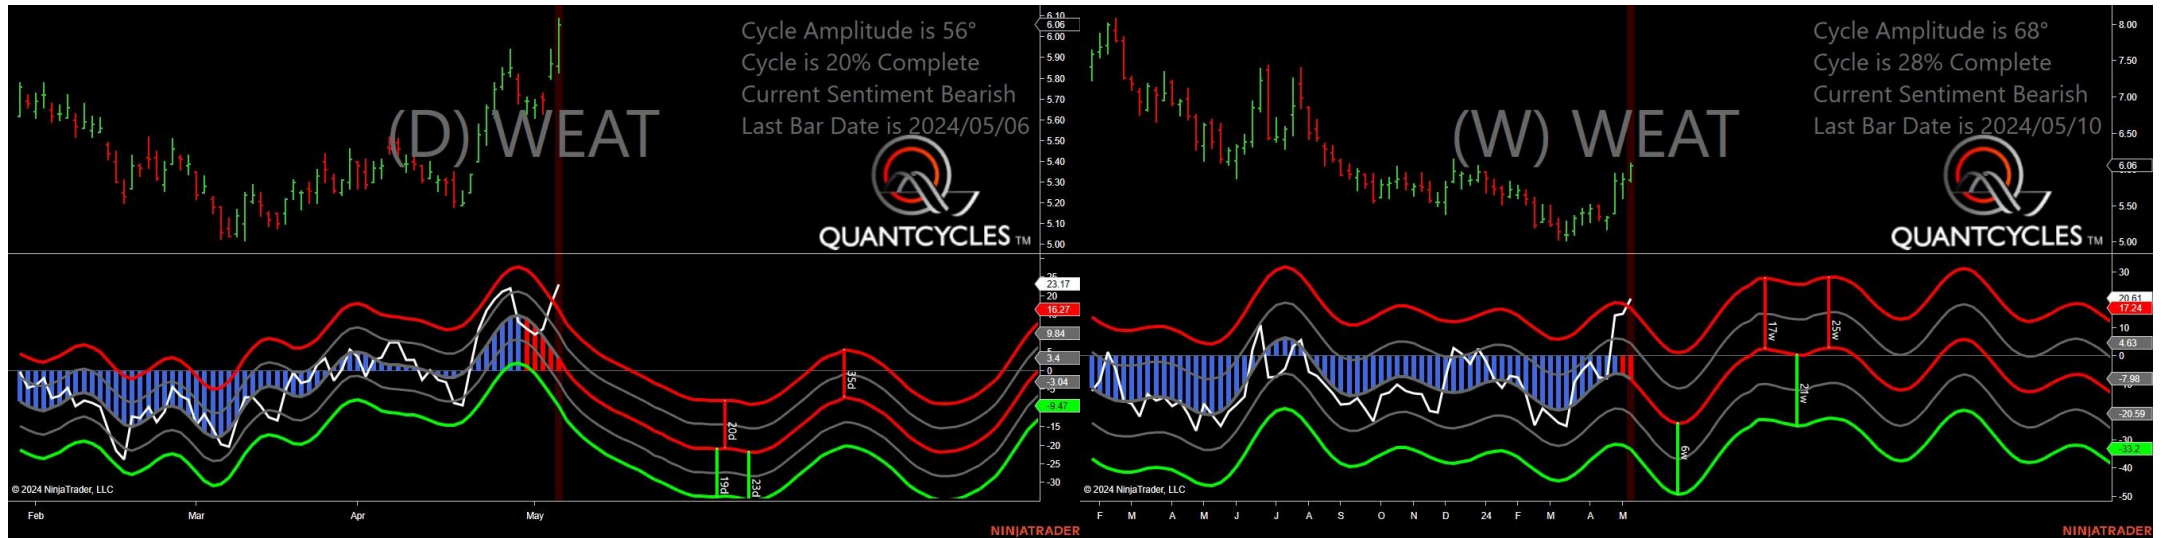 Cycle Amplitude is 56°
Cycle is 20% Complete
Current Sentiment Bearish
Last Bar Date is 2024/05/06
(D) WEAT
QUANTCYCLES TM
6.10
6.06
6.00
5.90
5.80
5.70
5.60
5.50
5.40
5.30
5.20
5.10
5.00
25
23.17
20
16.27
9.84
5
3.4
0
-3.04
-9.47
-15
-20
-25
-30
20d
19d
23d
35d
© 2024 NinjaTrader, LLC
Feb Mar Apr May
NINJATRADER
Cycle Amplitude is 68°
Cycle is 28% Complete
Current Sentiment Bearish
Last Bar Date is 2024/05/10
(W) WEAT
QUANTCYCLES TM
8.00
7.50
7.00
6.50
6.06
5.50
5.00
30
20.61
17.24
10
4.63
0
-7.98
-20.59
-30
-33.2
-40
-50
6w
17w
21w
25w
© 2024 NinjaTrader, LLC
F M A M J J A S O N D 24 F M A M
NINJATRADER